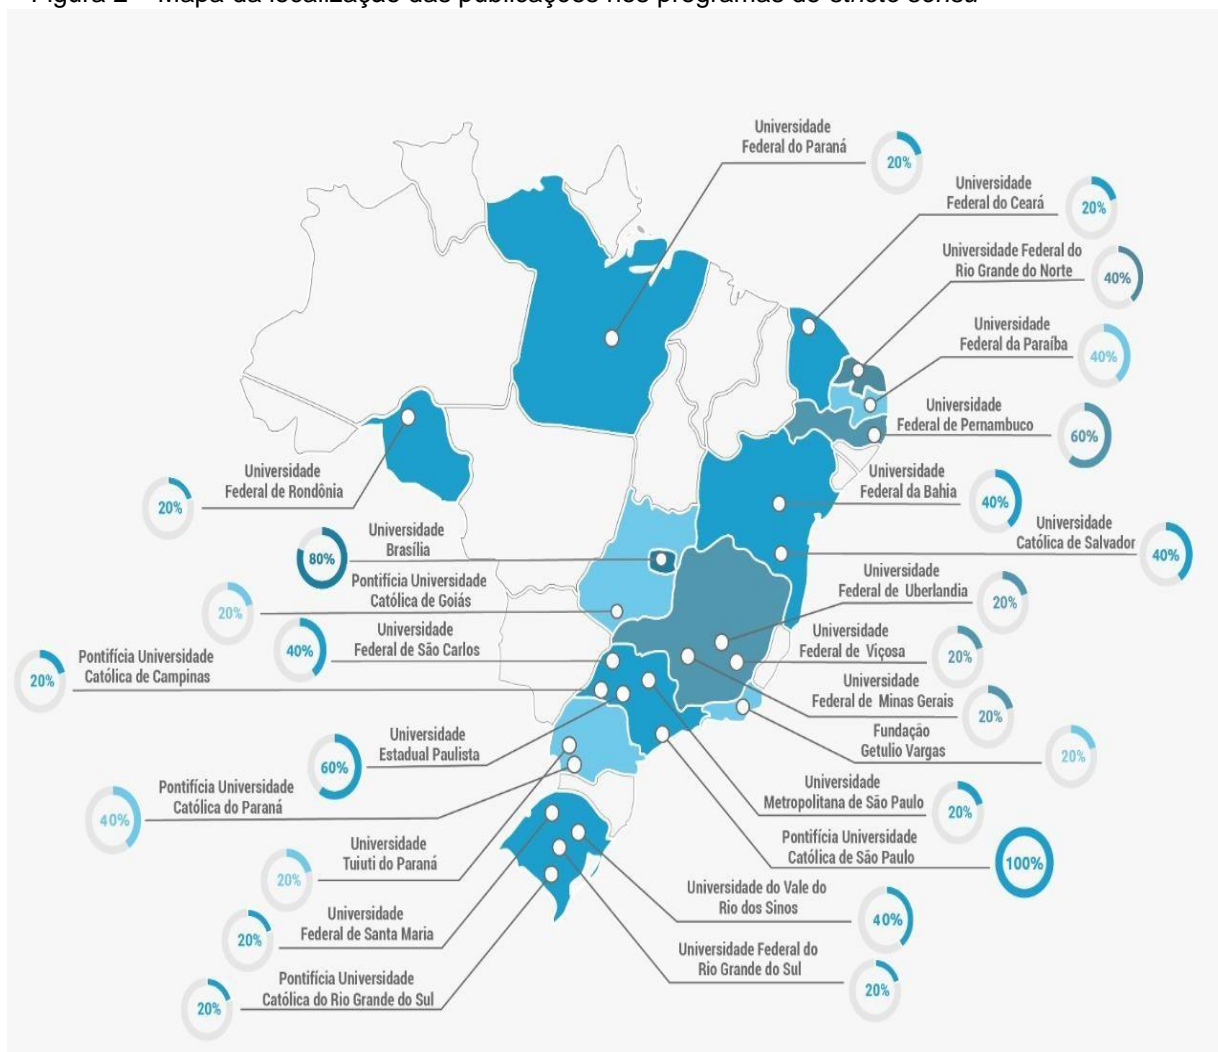 Figura 2 – Mapa da localização das publicações nos programas de stricto sensu
Universidade
Federal do Paraná
20%
Universidade
Federal do Ceará
20%
Universidade Federal do
Rio Grande do Norte
40%
Universidade
Federal da Paraíba
40%
Universidade
Federal de Pernambuco
60%
Universidade
Federal de Rondônia
20%
Universidade
Federal da Bahia
40%
Universidade
Brasília
80%
Universidade
Católica de Salvador
40%
Pontifícia Universidade
Católica de Goiás
20%
Universidade
Federal de Uberlandia
20%
Universidade
Federal de São Carlos
40%
Universidade
Federal de Viçosa
20%
Pontifícia Universidade
Católica de Campinas
20%
Universidade
Federal de Minas Gerais
20%
Universidade
Estadual Paulista
60%
Fundação
Getulio Vargas
20%
Pontifícia Universidade
Católica do Paraná
40%
Universidade
Metropolitana de São Paulo
20%
Universidade
Tuiuti do Paraná
20%
Pontifícia Universidade
Católica de São Paulo
100%
Universidade
Federal de Santa Maria
20%
Universidade do Vale do
Rio dos Sinos
40%
Pontifícia Universidade
Católica do Rio Grande do Sul
20%
Universidade Federal do
Rio Grande do Sul
20%